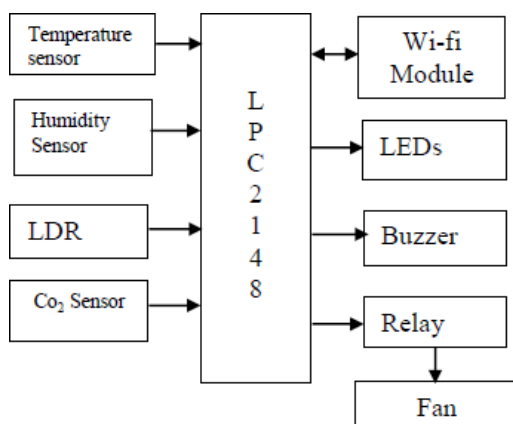 Temperature
sensor
Humidity
Sensor
LDR
Co₂ Sensor
L
P
C
2
1
4
8
Wi-fi
Module
LEDs
Buzzer
Relay
Fan